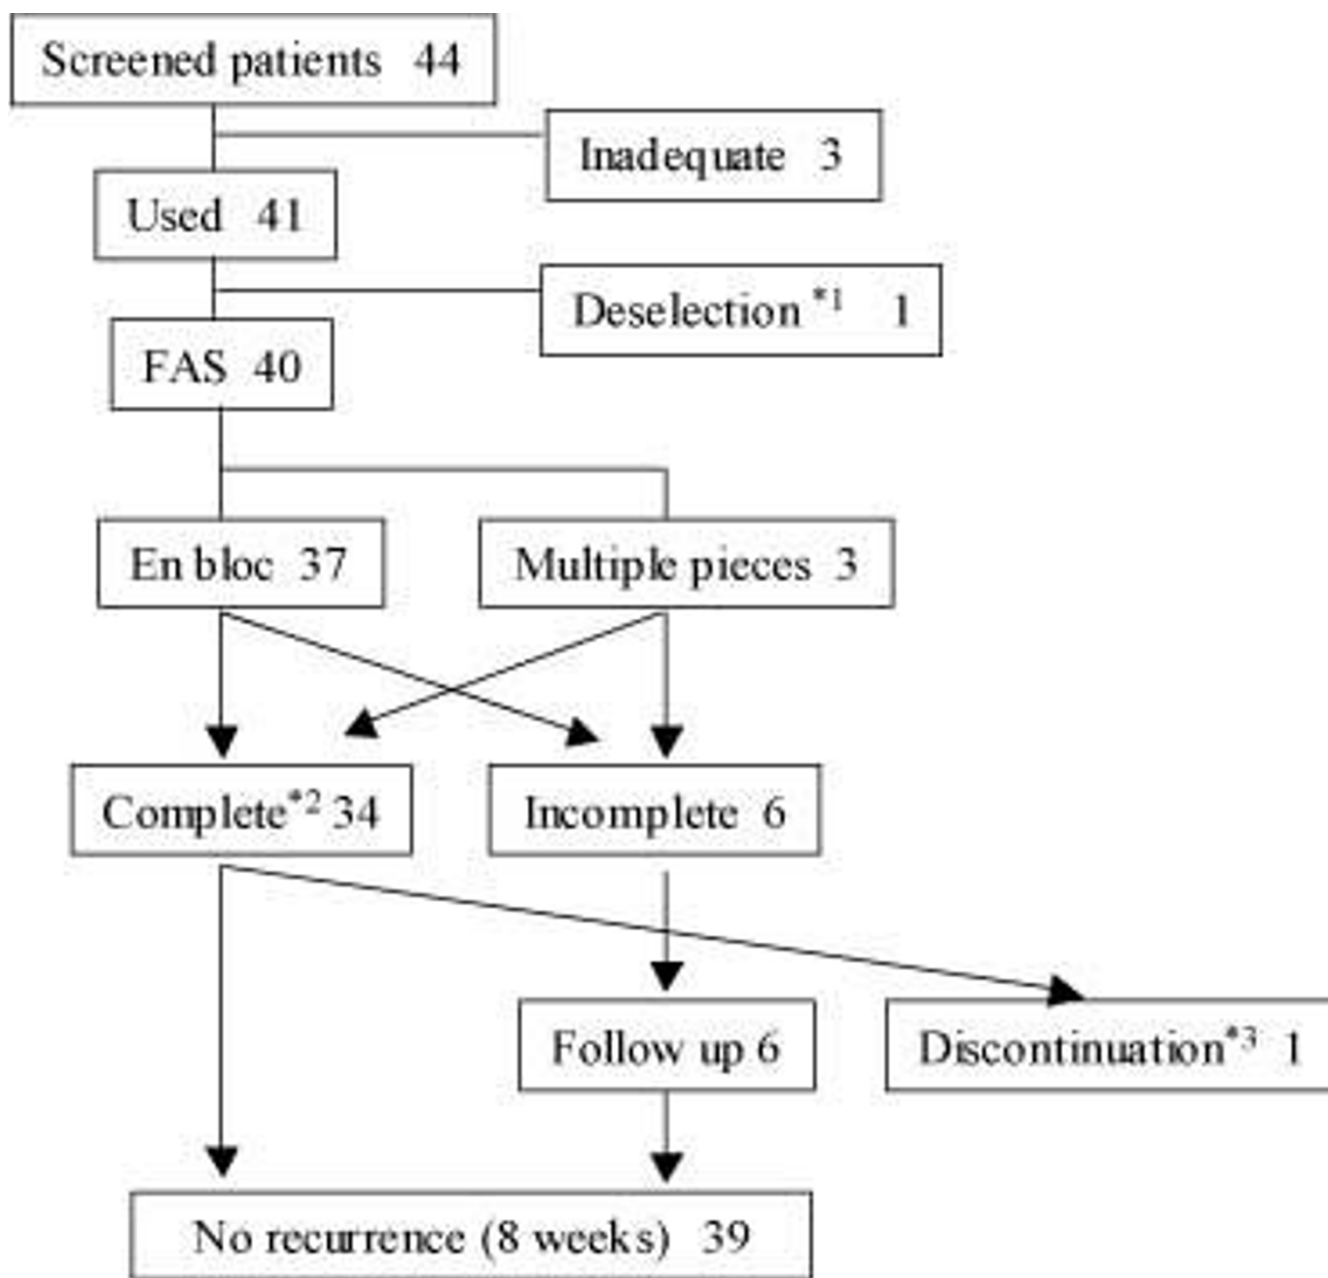 Screened patients 44
Inadequate 3
Used 41
Deselection *1 1
FAS 40
En bloc 37
Multiple pieces 3
Complete*2 34
Incomplete 6
Follow up 6
Discontinuation*3 1
No recurrence (8 weeks) 39